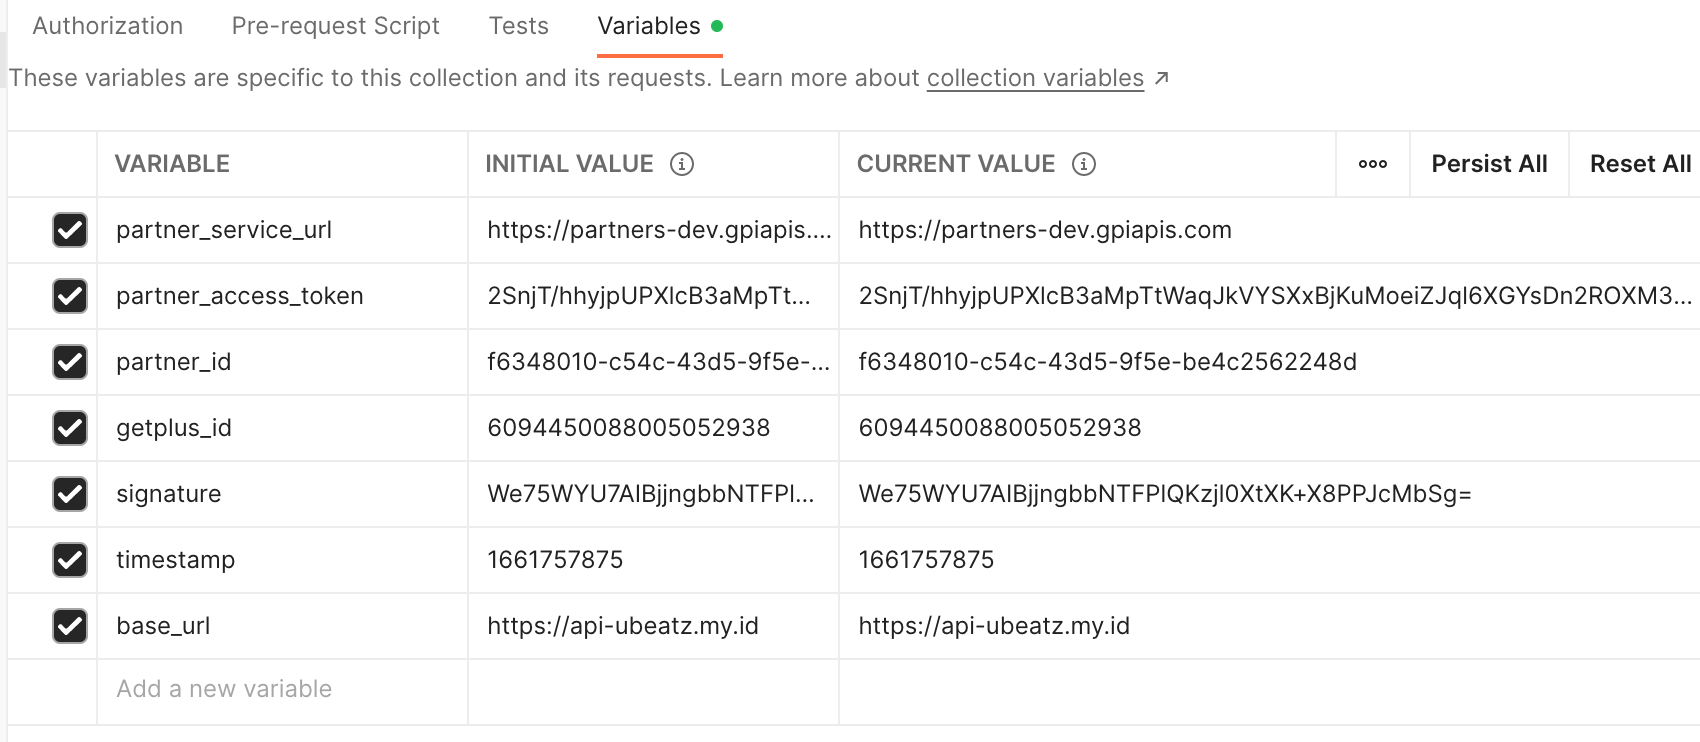 Authorization Pre-request Script Tests Variables
These variables are specific to this collection and its requests. Learn more about collection variables ↗
VARIABLE INITIAL VALUE CURRENT VALUE Persist All Reset All
partner_service_url https://partners-dev.gpiapis.... https://partners-dev.gpiapis.com
partner_access_token 2SnjT/hhyjpUPXlcB3aMpTt... 2SnjT/hhyjpUPXlcB3aMpTtWaqJkVYSXxBjKuMoeiZJql6XGYsDn2ROXM3...
partner_id f6348010-c54c-43d5-9f5e-... f6348010-c54c-43d5-9f5e-be4c2562248d
getplus_id 6094450088005052938 6094450088005052938
signature We75WYU7AIBjjngbbNTFPl... We75WYU7AIBjjngbbNTFPlQKzjl0XtXK+X8PPJcMbSg=
timestamp 1661757875 1661757875
base_url https://api-ubeatz.my.id https://api-ubeatz.my.id
Add a new variable